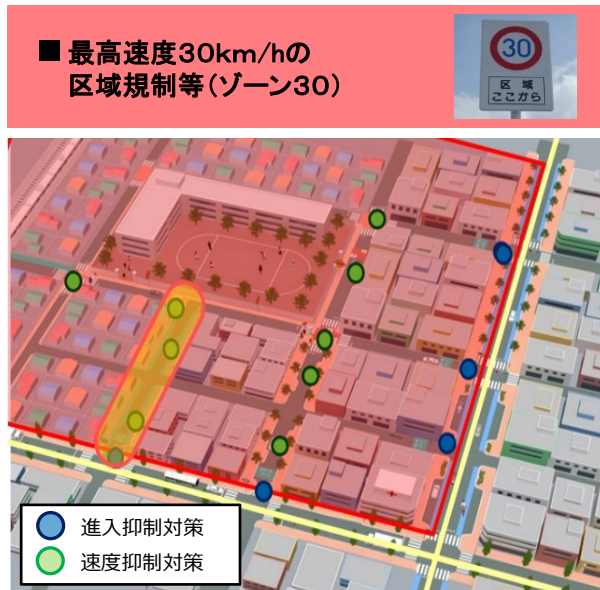 ■ 最高速度30km/hの
区域規制等（ゾーン30）
30
区 域
ここから
進入抑制対策
速度抑制対策